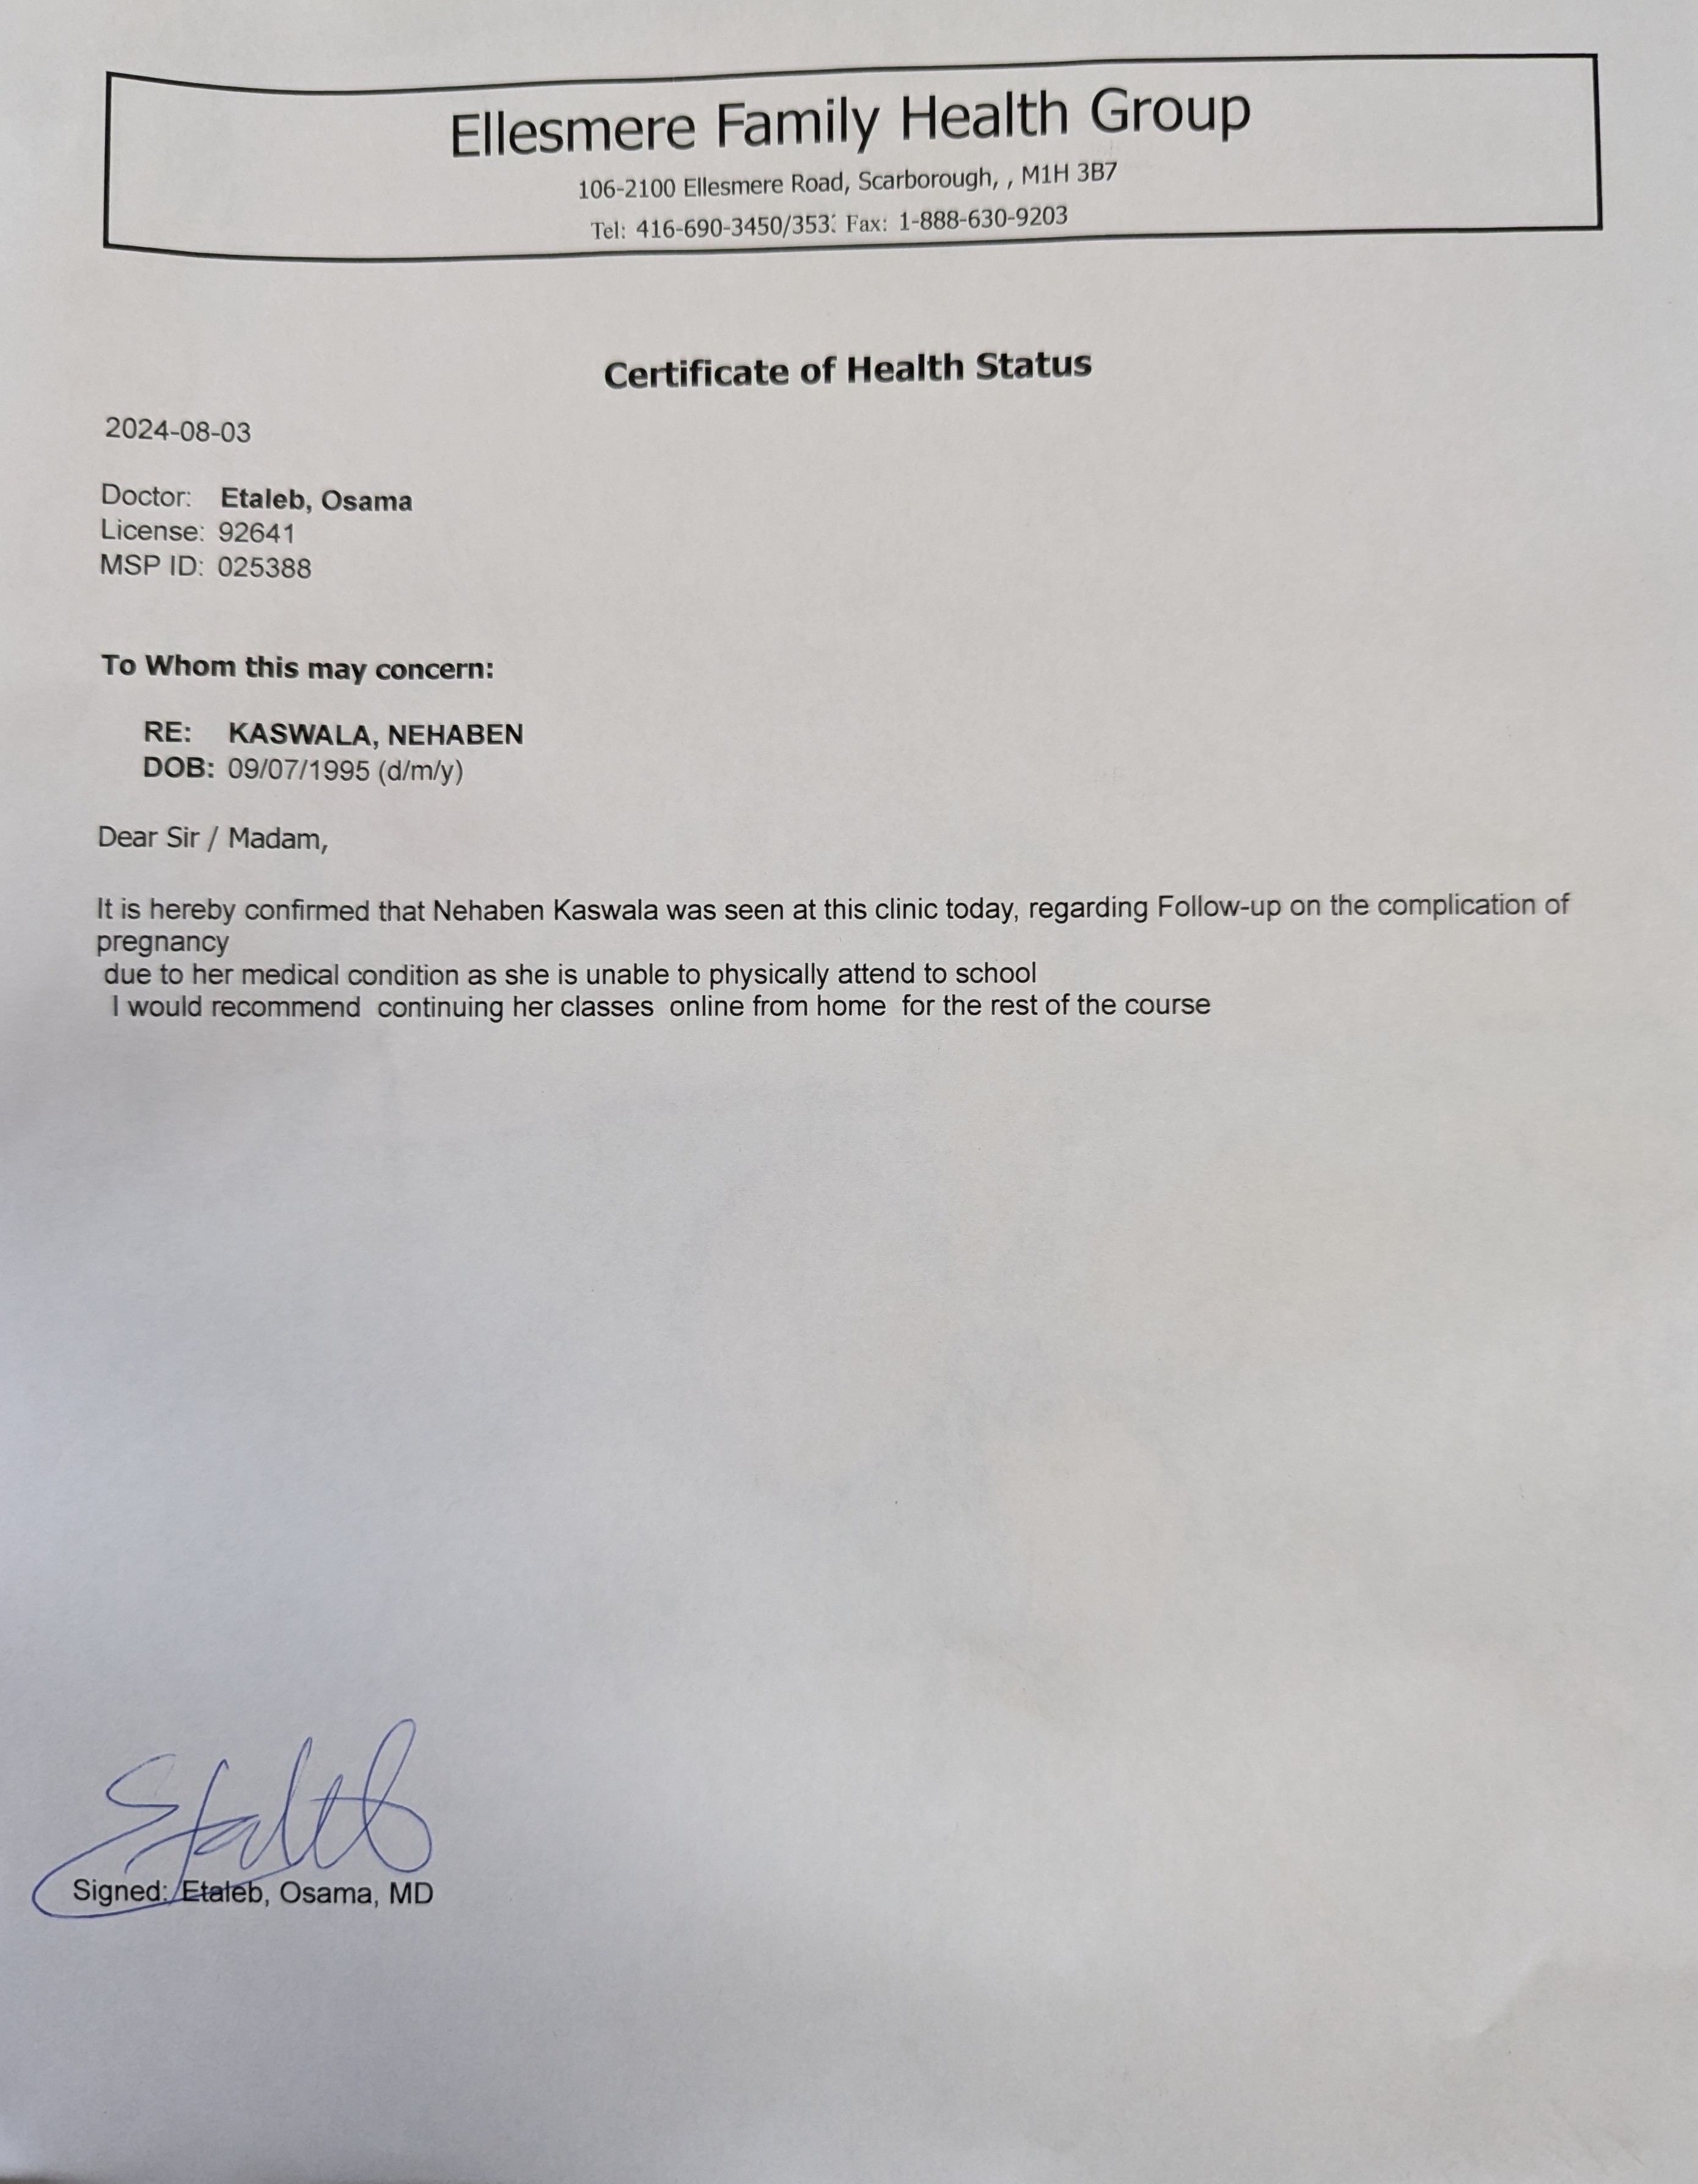 Ellesmere Family Health Group
106-2100 Ellesmere Road, Scarborough, , M1H 3B7
Tel: 416-690-3450/353: Fax: 1-888-630-9203
Certificate of Health Status
2024-08-03
Doctor: Etaleb, Osama
License: 92641
MSP ID: 025388
To Whom this may concern:
RE: KASWALA, NEHABEN
DOB: 09/07/1995 (d/m/y)
Dear Sir / Madam,
It is hereby confirmed that Nehaben Kaswala was seen at this clinic today, regarding Follow-up on the complication of
pregnancy
due to her medical condition as she is unable to physically attend to school
I would recommend continuing her classes online from home for the rest of the course
Etaleb
Signed: Etaleb, Osama, MD